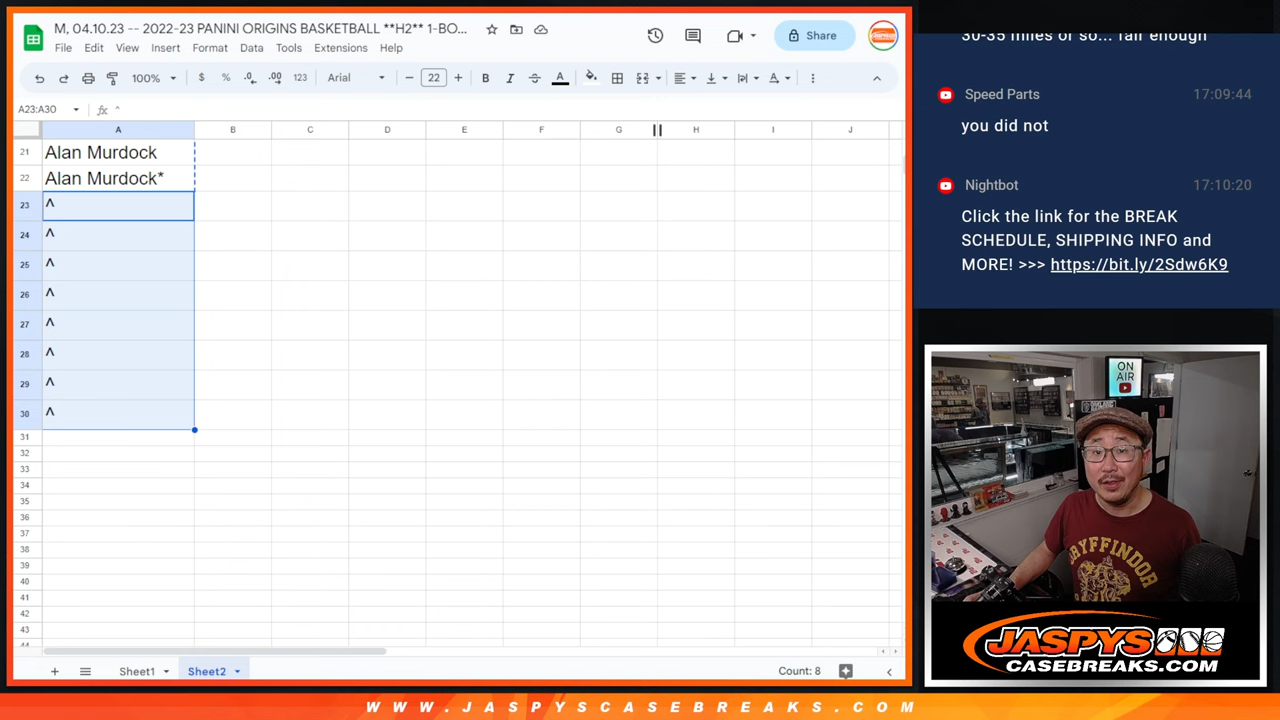 M, 04.10.23 -- 2022-23 PANINI ORIGINS BASKETBALL **H2** 1-BO...
File Edit View Insert Format Data Tools Extensions Help
Share
100% $ % .0 .00 123 Arial 22 B I S A
A23:A30 fx ^
A B C D E F G H I J
21 Alan Murdock
22 Alan Murdock*
23 ^
24 ^
25 ^
26 ^
27 ^
28 ^
29 ^
30 ^
31
32
33
34
35
36
37
38
39
40
41
42
43
Sheet1 Sheet2 Count: 8
30-35 miles or so... fair enough
Speed Parts 17:09:44
you did not
Nightbot 17:10:20
Click the link for the BREAK
SCHEDULE, SHIPPING INFO and
MORE! >>> https://bit.ly/2Sdw6K9
ON
AIR
GRYFFINDOR
JASPYS
CASEBREAKS.COM
WWW.JASPYSCASEBREAKS.COM